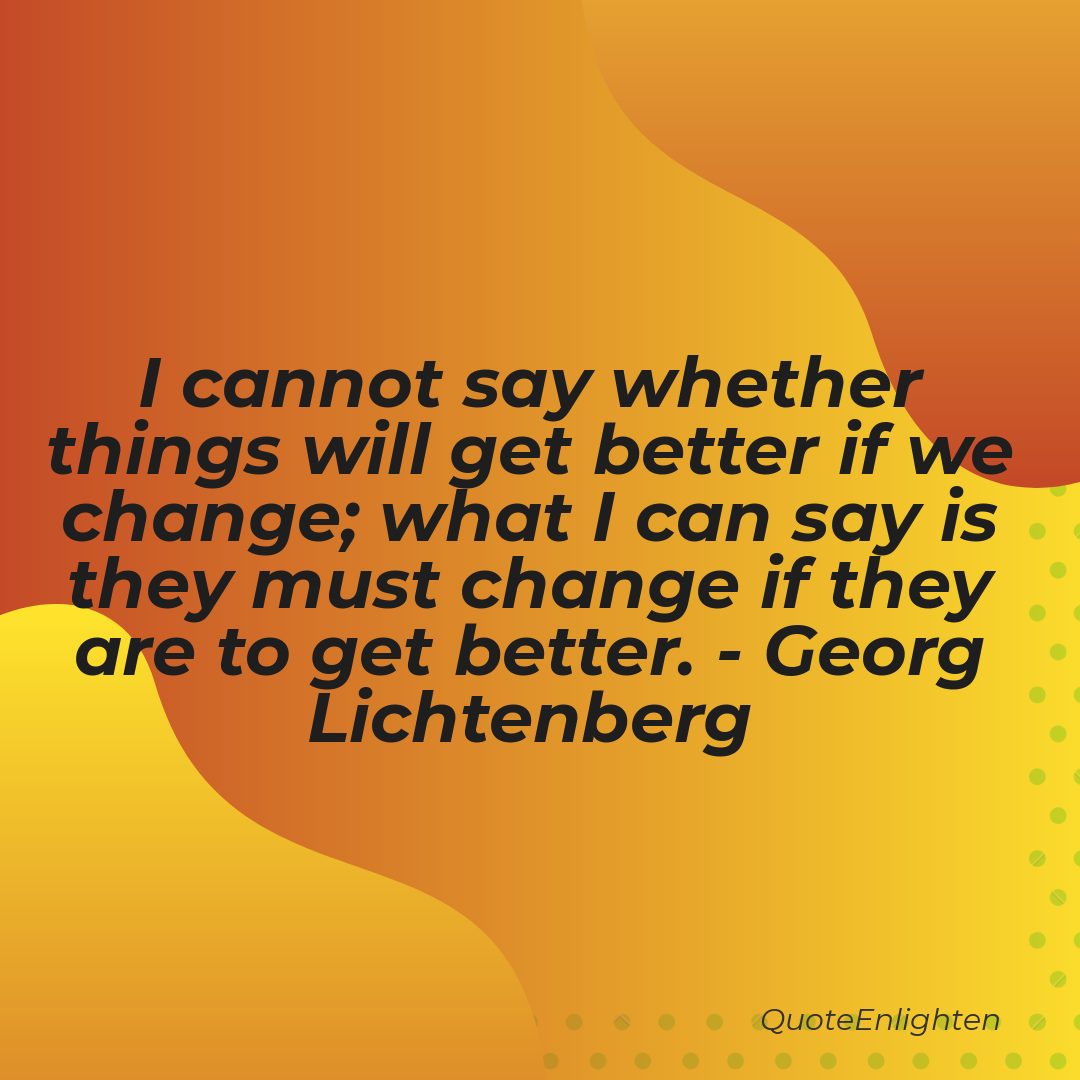 I cannot say whether
things will get better if we
change; what I can say is
they must change if they
are to get better. - Georg
Lichtenberg
QuoteEnlighten